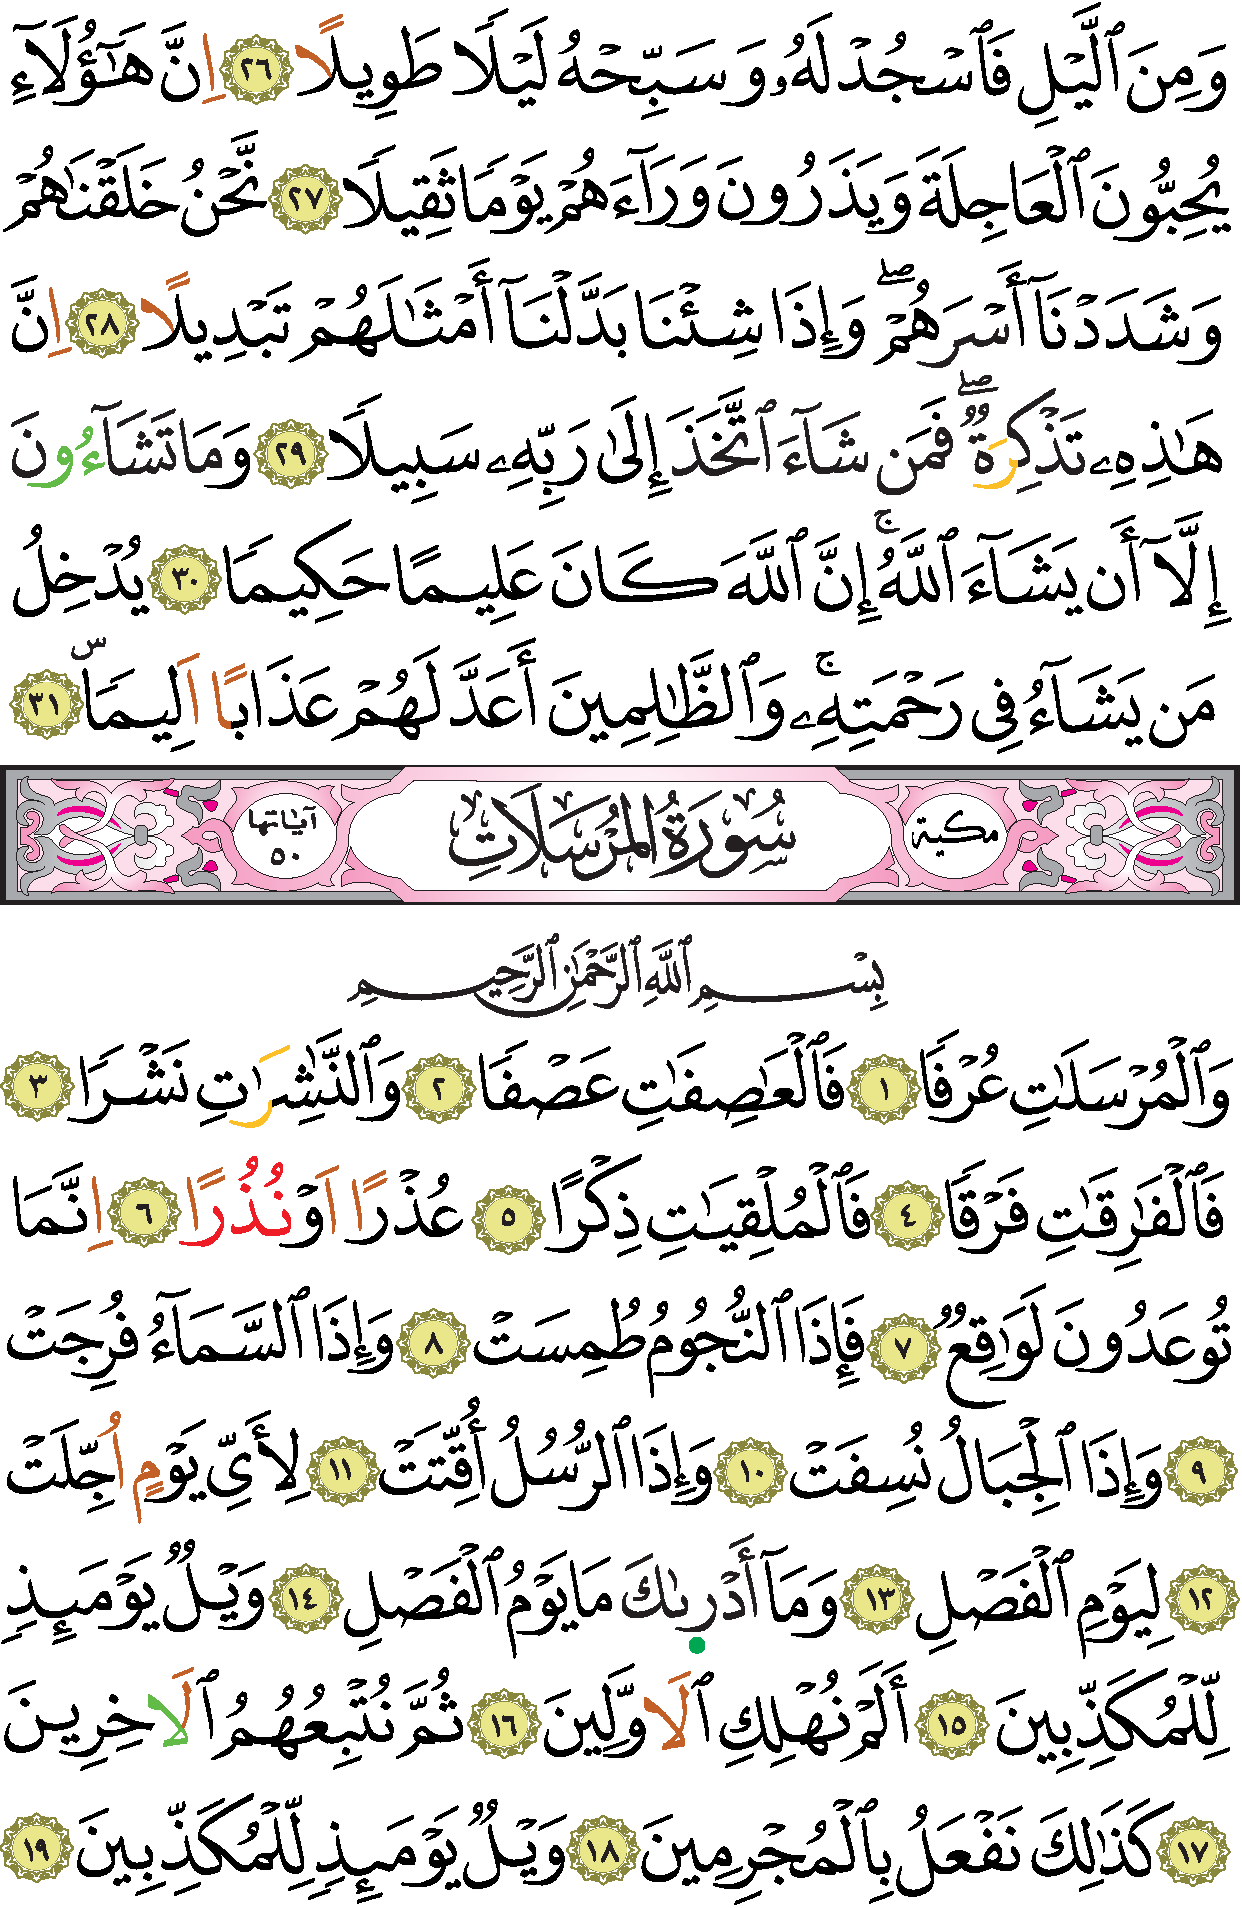 وَمِنَ ٱلَّيْلِ فَٱسْجُدْ لَهُۥ وَسَبِّحْهُ لَيْلًا طَوِيلًا ٢٦ اِنَّ هَٰٓؤُلَآءِ
يُحِبُّونَ ٱلْعَاجِلَةَ وَيَذَرُونَ وَرَآءَهُمْ يَوْمًا ثَقِيلًا ٢٧ نَّحْنُ خَلَقْنَٰهُمْ
وَشَدَدْنَآ أَسْرَهُمْۖ وَإِذَا شِئْنَا بَدَّلْنَآ أَمْثَٰلَهُمْ تَبْدِيلًا ٢٨ اِنَّ
هَٰذِهِۦ تَذْكِرَةٌۖ فَمَن شَآءَ ٱتَّخَذَ إِلَىٰ رَبِّهِۦ سَبِيلًا ٢٩ وَمَا تَشَآءُونَ
إِلَّآ أَن يَشَآءَ ٱللَّهُۚ إِنَّ ٱللَّهَ كَانَ عَلِيمًا حَكِيمًا ٣٠ يُدْخِلُ
مَن يَشَآءُ فِى رَحْمَتِهِۦۚ وَٱلظَّٰلِمِينَ أَعَدَّ لَهُمْ عَذَابًا اَلِيمًاۜ ٣١
مكية سُورَةُ المُرْسَلَاتِ آياتها ٥٠
بِسْمِ ٱللَّهِ ٱلرَّحْمَٰنِ ٱلرَّحِيمِ
وَٱلْمُرْسَلَٰتِ عُرْفًا ١ فَٱلْعَٰصِفَٰتِ عَصْفًا ٢ وَٱلنَّٰشِرَٰتِ نَشْرًا ٣
فَٱلْفَٰرِقَٰتِ فَرْقًا ٤ فَٱلْمُلْقِيَٰتِ ذِكْرًا ٥ عُذْرًا اَوْ نُذُرًا ٦ اِنَّمَا
تُوعَدُونَ لَوَٰقِعٌ ٧ فَإِذَا ٱلنُّجُومُ طُمِسَتْ ٨ وَإِذَا ٱلسَّمَآءُ فُرِجَتْ
٩ وَإِذَا ٱلْجِبَالُ نُسِفَتْ ١٠ وَإِذَا ٱلرُّسُلُ أُقِّتَتْ ١١ لِأَىِّ يَوْمٍ اُجِّلَتْ
١٢ لِيَوْمِ ٱلْفَصْلِ ١٣ وَمَآ أَدْرىٰكَ مَا يَوْمُ ٱلْفَصْلِ ١٤ وَيْلٌ يَوْمَئِذٍ
لِّلْمُكَذِّبِينَ ١٥ أَلَمْ نُهْلِكِ ٱلَاوَّلِينَ ١٦ ثُمَّ نُتْبِعُهُمُ ٱلَاخِرِينَ
١٧ كَذَٰلِكَ نَفْعَلُ بِٱلْمُجْرِمِينَ ١٨ وَيْلٌ يَوْمَئِذٍ لِّلْمُكَذِّبِينَ ١٩